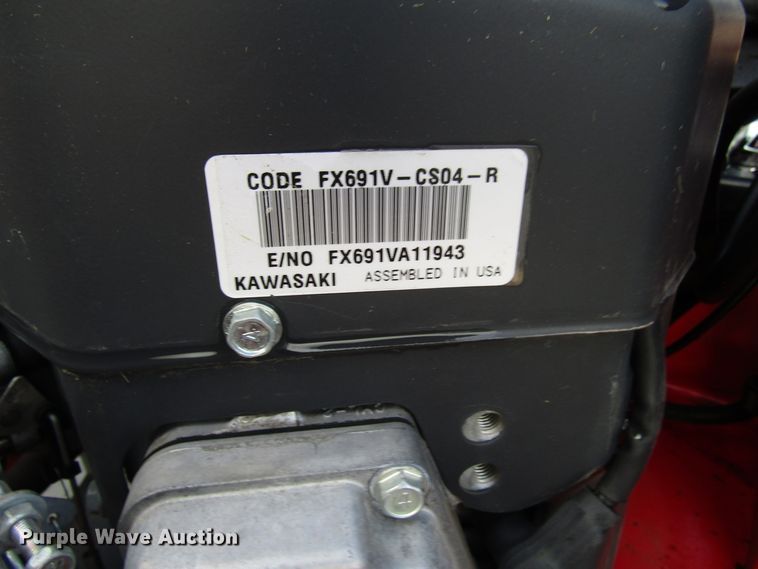 CODE FX691V-CS04-R
E/NO FX691VA11943
KAWASAKI ASSEMBLED IN USA
Purple Wave Auction